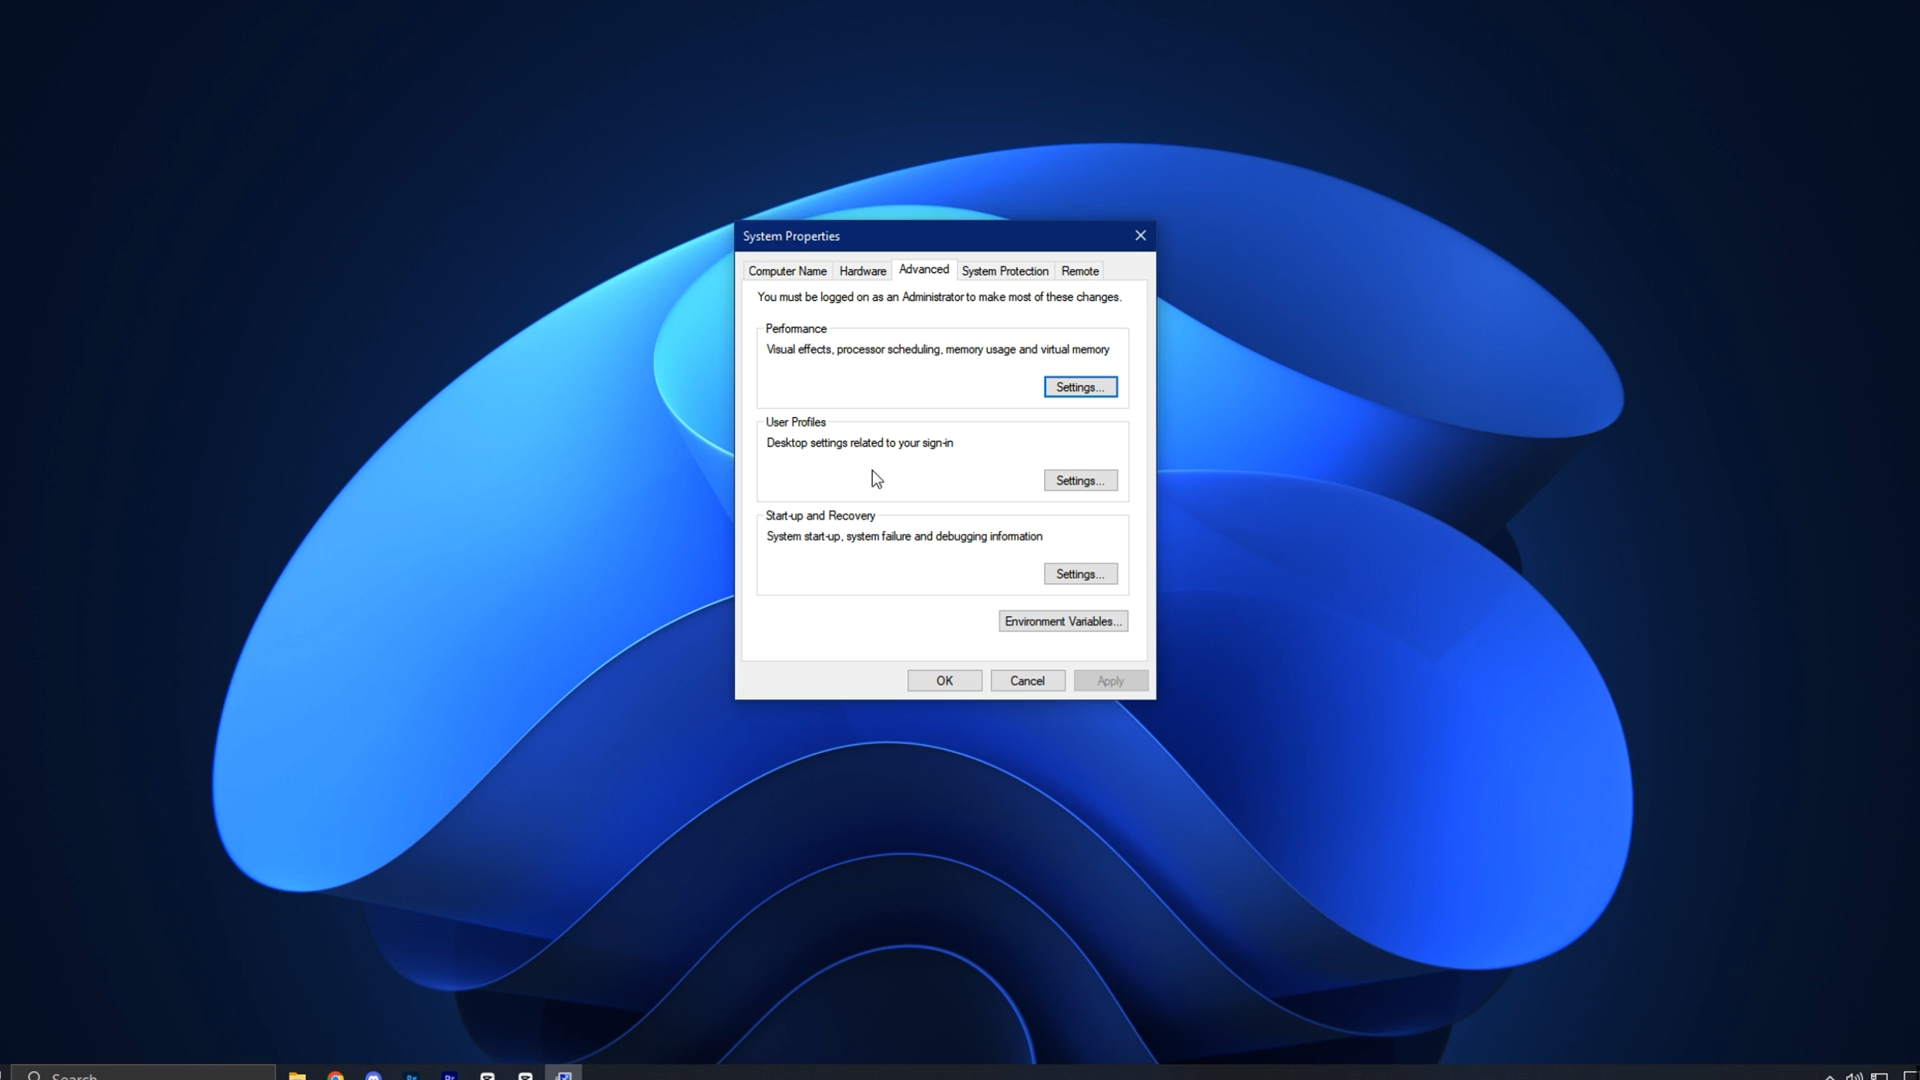 System Properties
Computer Name
Hardware
Advanced
System Protection
Remote
You must be logged on as an Administrator to make most of these changes.
Performance
Visual effects, processor scheduling, memory usage and virtual memory
Settings...
User Profiles
Desktop settings related to your sign-in
Settings...
Start-up and Recovery
System start-up, system failure and debugging information
Settings...
Environment Variables...
OK
Cancel
Apply
Search